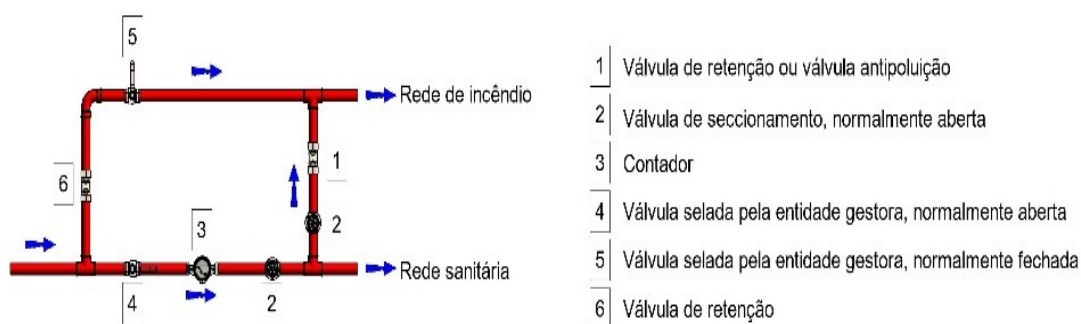 5
Rede de incêndio
1
6
2
3
Rede sanitária
4
2
1 Válvula de retenção ou válvula antipoluição
2 Válvula de seccionamento, normalmente aberta
3 Contador
4 Válvula selada pela entidade gestora, normalmente aberta
5 Válvula selada pela entidade gestora, normalmente fechada
6 Válvula de retenção